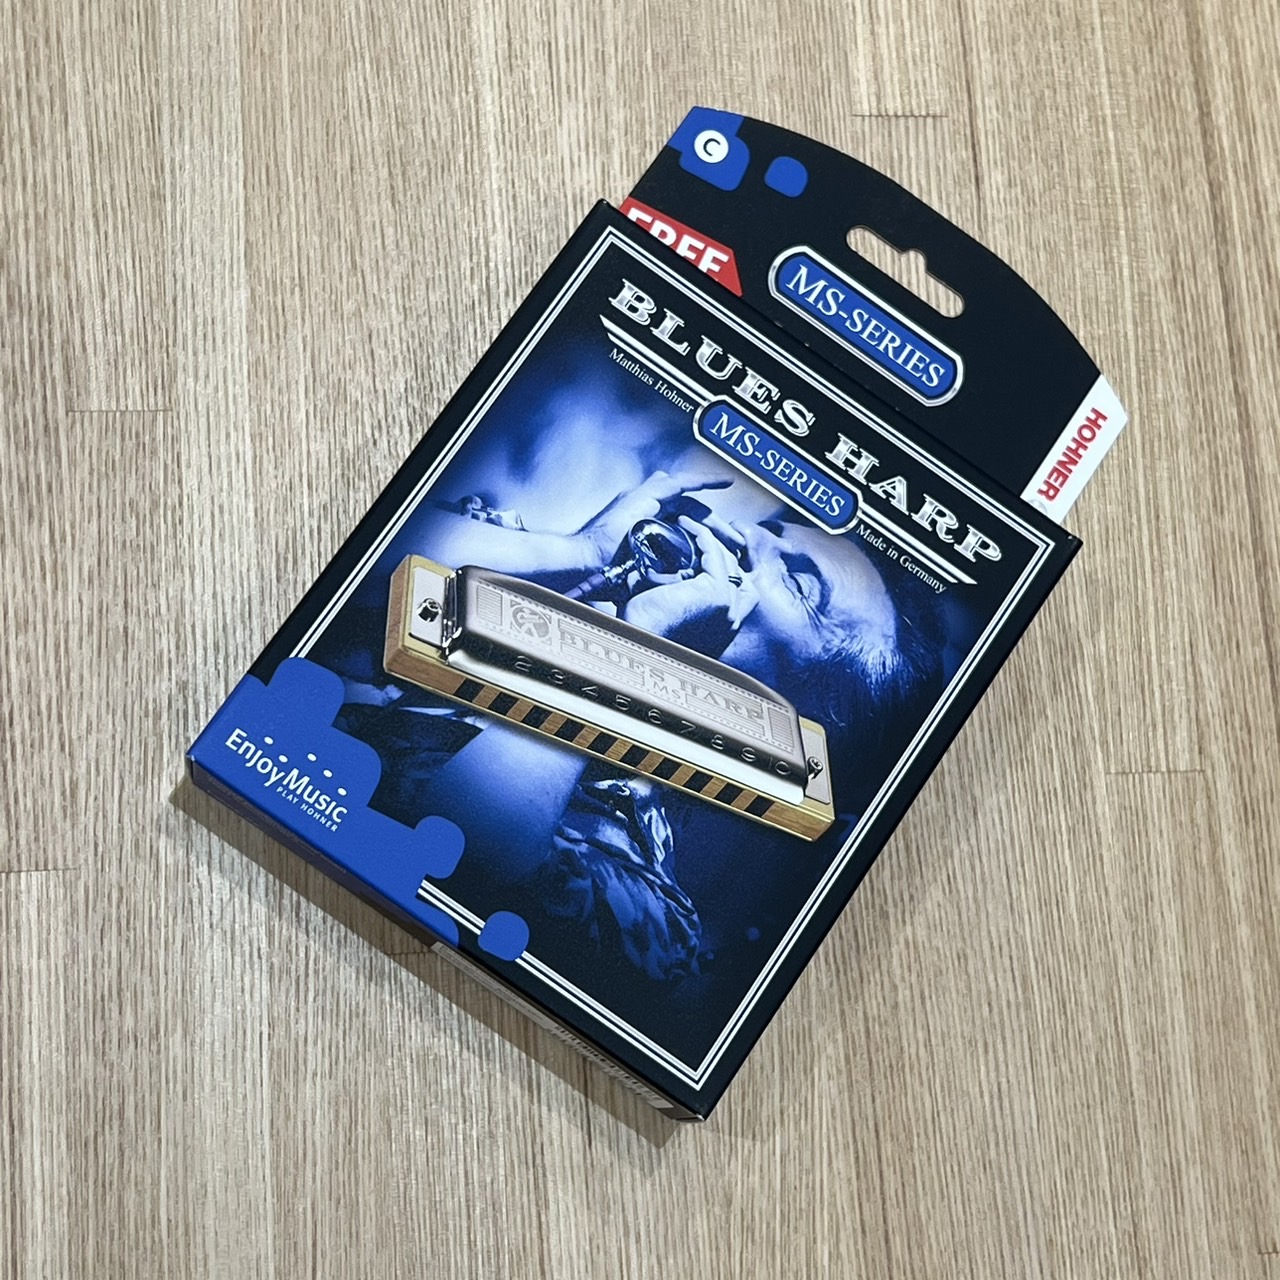 C
FREE
MS-SERIES
HOHNER
BLUES HARP
Matthias Hohner
MS-SERIES
Made in Germany
BLUES HARP
MS
2 3 4 5 6 7 8 9 10
Enjoy Music
PLAY HOHNER